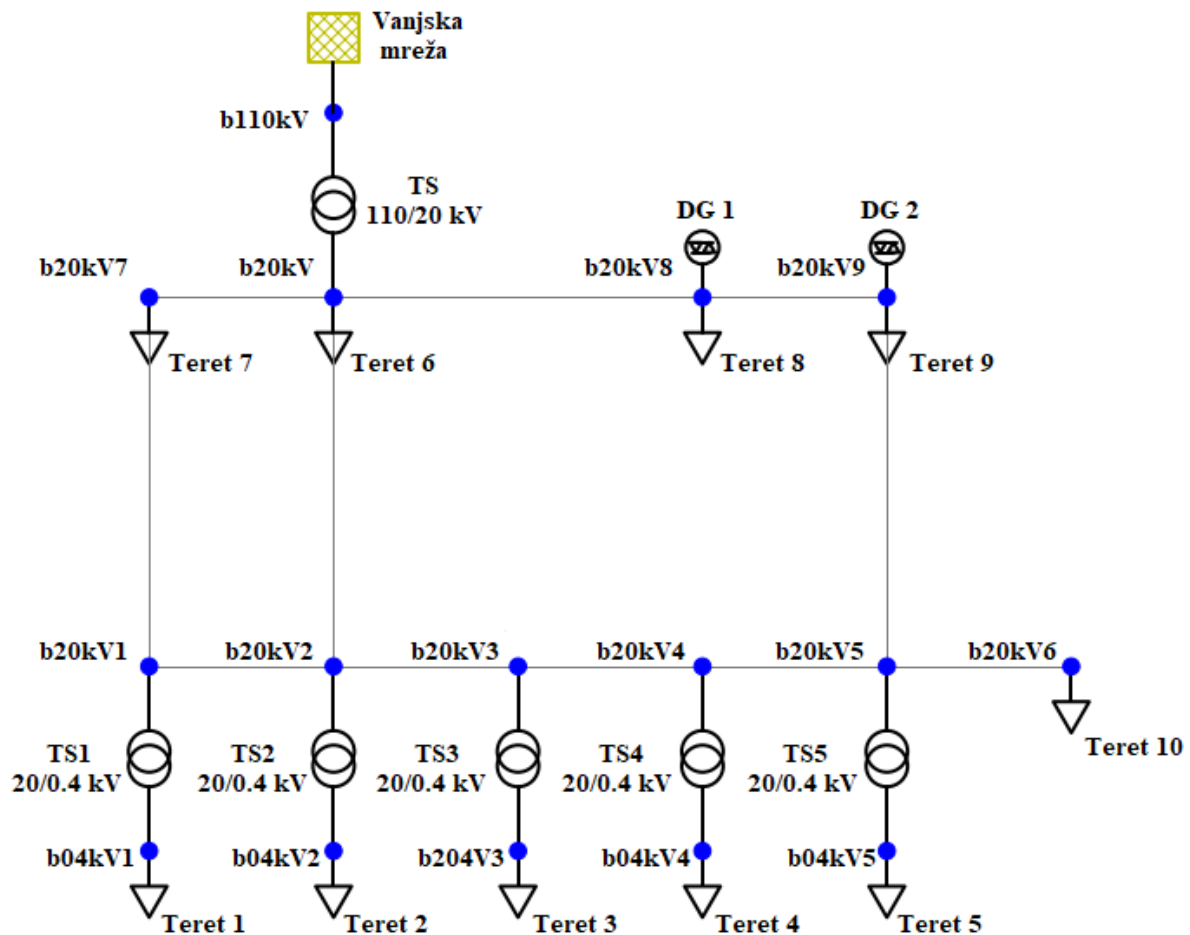 Vanjska
mreža
b110kV
TS
110/20 kV
DG 1
DG 2
b20kV7
b20kV
b20kV8
b20kV9
Teret 7
Teret 6
Teret 8
Teret 9
b20kV1
b20kV2
b20kV3
b20kV4
b20kV5
b20kV6
TS1
20/0.4 kV
TS2
20/0.4 kV
TS3
20/0.4 kV
TS4
20/0.4 kV
TS5
20/0.4 kV
Teret 10
b04kV1
b04kV2
b204V3
b04kV4
b04kV5
Teret 1
Teret 2
Teret 3
Teret 4
Teret 5